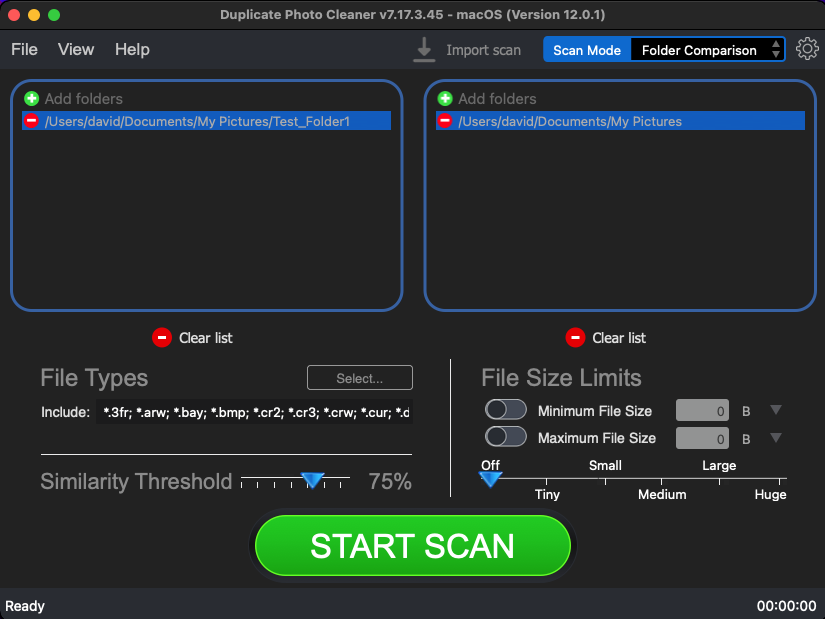 Duplicate Photo Cleaner v7.17.3.45 - macOS (Version 12.0.1)
File View Help Import scan Scan Mode Folder Comparison
Add folders
/Users/david/Documents/My Pictures/Test_Folder1
Add folders
/Users/david/Documents/My Pictures
Clear list
Clear list
File Types Select...
Include: *.3fr; *.arw; *.bay; *.bmp; *.cr2; *.cr3; *.crw; *.cur; *.d
Similarity Threshold 75%
File Size Limits
Minimum File Size 0 B
Maximum File Size 0 B
Off Small Large
Tiny Medium Huge
START SCAN
Ready 00:00:00